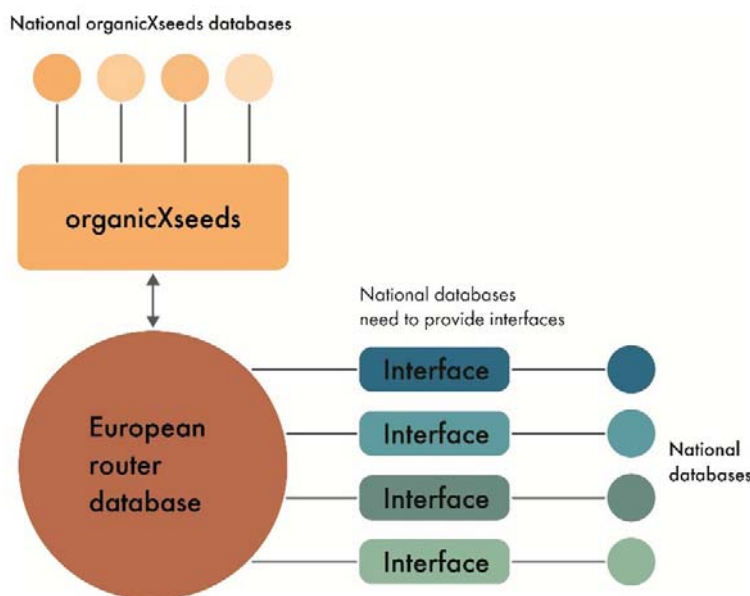 National organicXseeds databases
organicXseeds
National databases
need to provide interfaces
Interface
European
router
database
Interface
Interface
Interface
National
databases